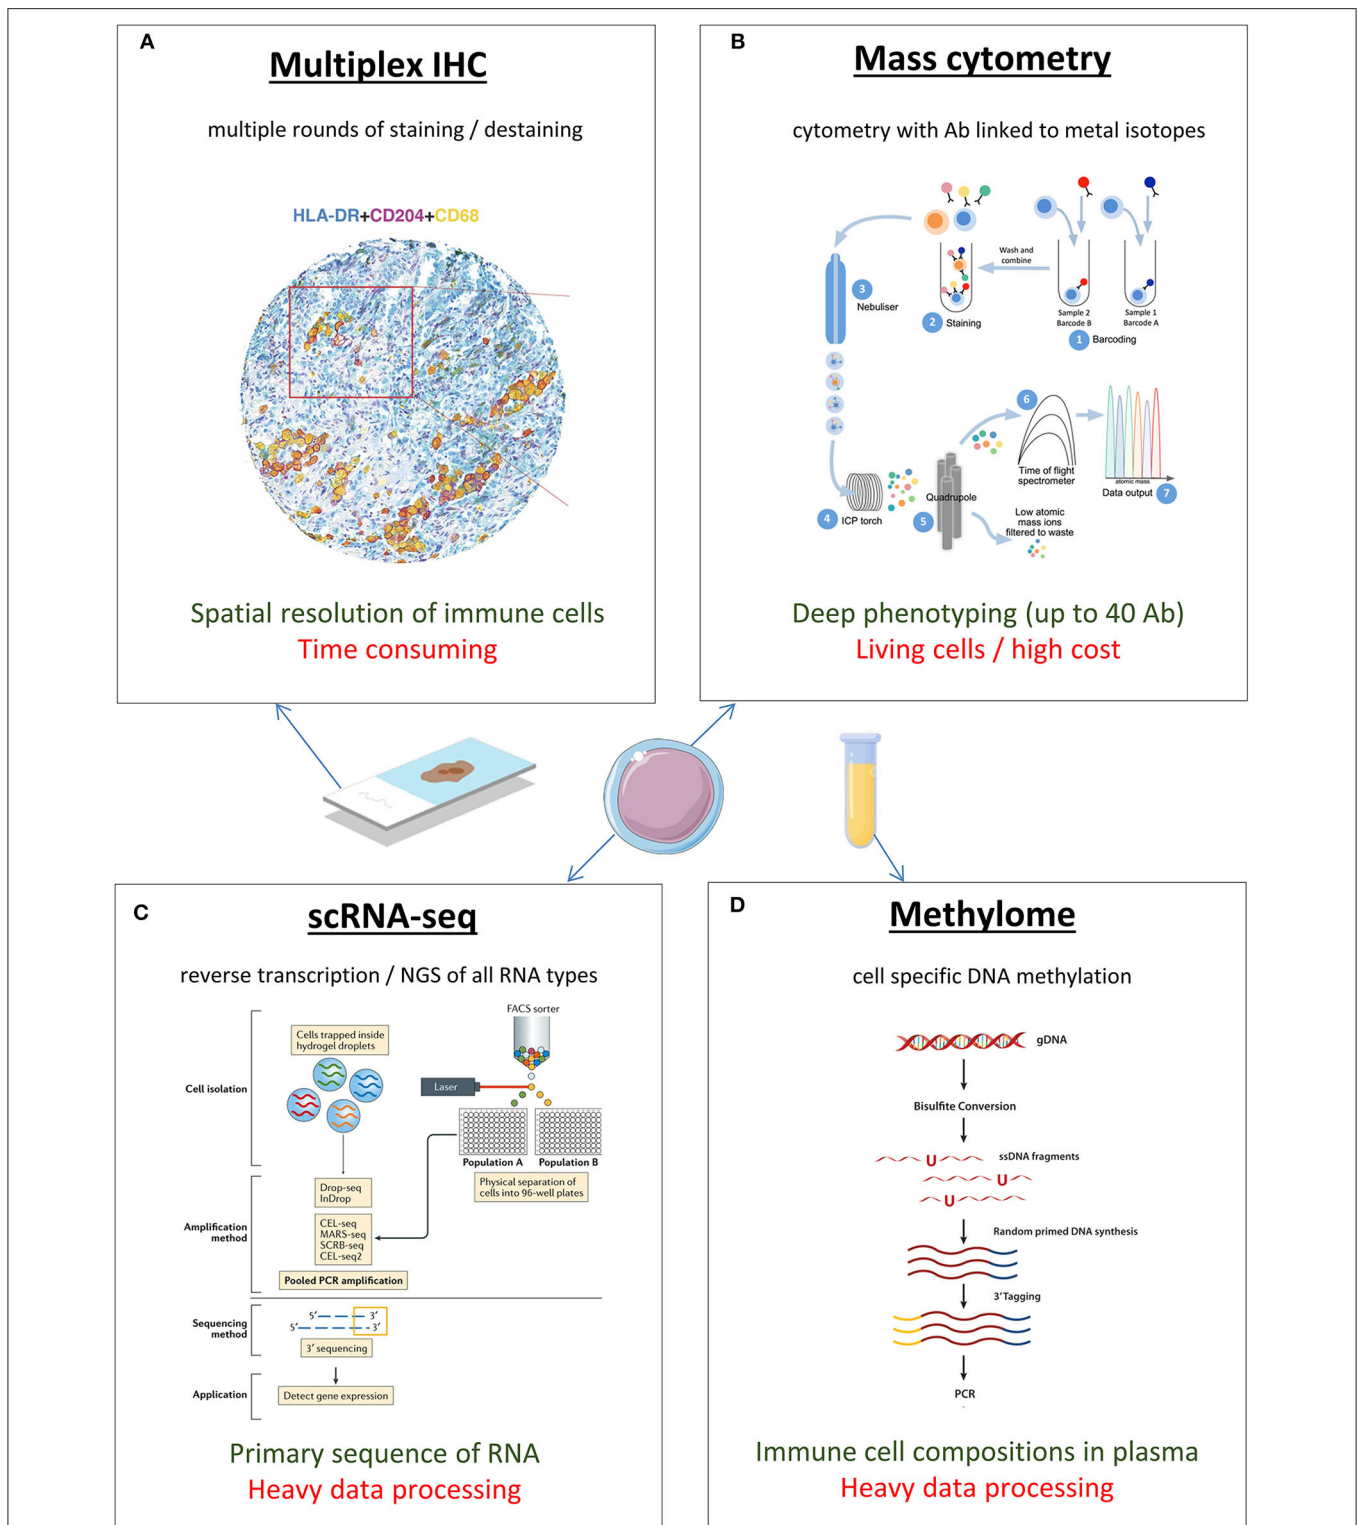 A
Multiplex IHC
multiple rounds of staining / destaining
HLA-DR+CD204+CD68
Spatial resolution of immune cells
Time consuming
B
Mass cytometry
cytometry with Ab linked to metal isotopes
Wash and
combine
3
Nebuliser
2 Staining
Sample 2
Barcode B
Sample 1
Barcode A
1 Barcoding
6
Time of flight
spectrometer
atomic mass
Data output 7
Quadrupole
4 ICP torch
5
Low atomic
mass ions
filtered to waste
Deep phenotyping (up to 40 Ab)
Living cells / high cost
C
scRNA-seq
reverse transcription / NGS of all RNA types
FACS sorter
Cells trapped inside
hydrogel droplets
Cell isolation
Laser
Population A
Population B
Physical separation of
cells into 96-well plates
Drop-seq
InDrop
Amplification
method
CEL-seq
MARS-seq
SCRB-seq
CEL-seq2
Pooled PCR amplification
Sequencing
method
5′ 3′
5′ 3′
3′ sequencing
Application
Detect gene expression
Primary sequence of RNA
Heavy data processing
D
Methylome
cell specific DNA methylation
gDNA
Bisulfite Conversion
ssDNA fragments
U
U
U
Random primed DNA synthesis
3′Tagging
PCR
Immune cell compositions in plasma
Heavy data processing